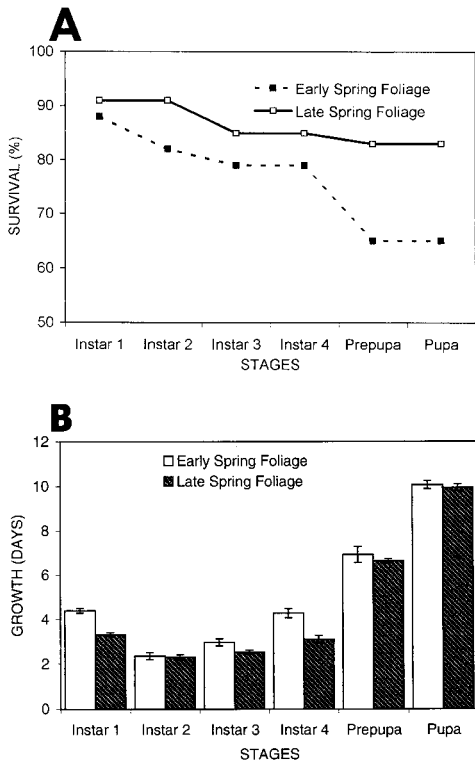 A
100
90
80
70
60
50
SURVIVAL (%)
Early Spring Foliage
Late Spring Foliage
Instar 1 Instar 2 Instar 3 Instar 4 Prepupa Pupa
STAGES
B
12
10
8
6
4
2
0
GROWTH (DAYS)
Early Spring Foliage
Late Spring Foliage
Instar 1 Instar 2 Instar 3 Instar 4 Prepupa Pupa
STAGES